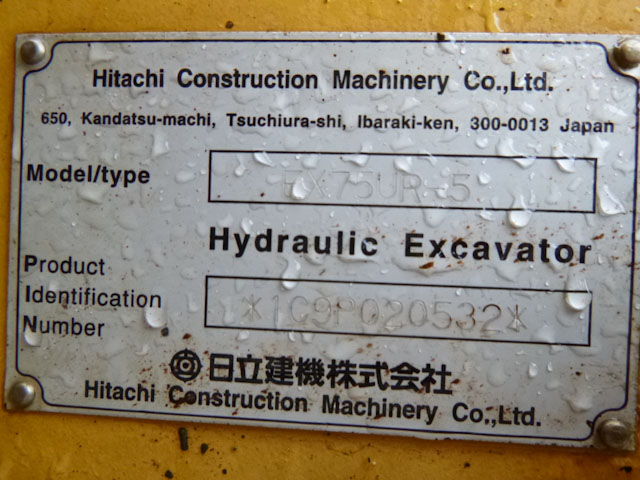 Hitachi Construction Machinery Co.,Ltd.
650, Kandatsu-machi, Tsuchiura-shi, Ibaraki-ken, 300-0013 Japan
Model/type EX75UR-5
Hydraulic Excavator
Product
Identification
Number *1C9P020532*
日立建機株式会社
Hitachi Construction Machinery Co.,Ltd.